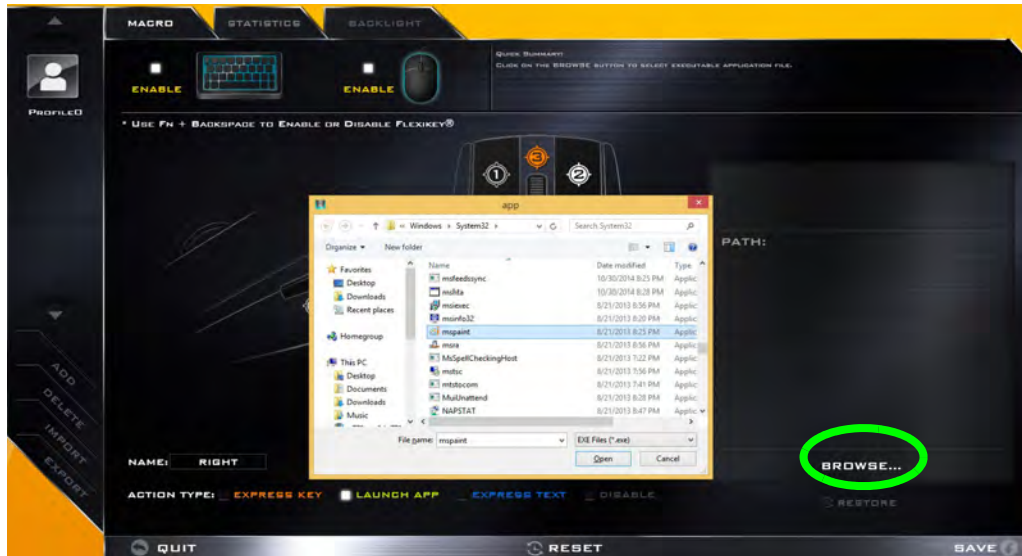 MACRO STATISTICS BACKLIGHT
QUICK SUMMARY:
CLICK ON THE BROWSE BUTTON TO SELECT EXECUTABLE APPLICATION FILE.
ENABLE ENABLE
PROFILE0
* USE FN + BACKSPACE TO ENABLE OR DISABLE FLEXIKEY®
1 3 2
app
« Windows › System32 › Search System32
Organize New folder
Name Date modified Type
Favorites
Desktop
Downloads
Recent places
Homegroup
This PC
Desktop
Documents
Downloads
Music
msfeedssync 10/30/2014 8:25 PM Applic
mshta 10/30/2014 8:28 PM Applic
msiexec 8/21/2013 6:56 PM Applic
msinfo32 8/21/2013 8:20 PM Applic
mspaint 8/21/2013 8:25 PM Applic
msra 8/21/2013 8:56 PM Applic
MsSpellCheckingHost 8/21/2013 7:22 PM Applic
mstsc 8/21/2013 7:56 PM Applic
mtstocom 8/21/2013 7:41 PM Applic
MuiUnattend 8/21/2013 8:28 PM Applic
NAPSTAT 8/21/2013 8:47 PM Applic
File name: mspaint EXE Files (*.exe)
Open Cancel
PATH:
ADD
DELETE
IMPORT
EXPORT
NAME: RIGHT
BROWSE...
ACTION TYPE: EXPRESS KEY LAUNCH APP EXPRESS TEXT DISABLE
RESTORE
QUIT RESET SAVE